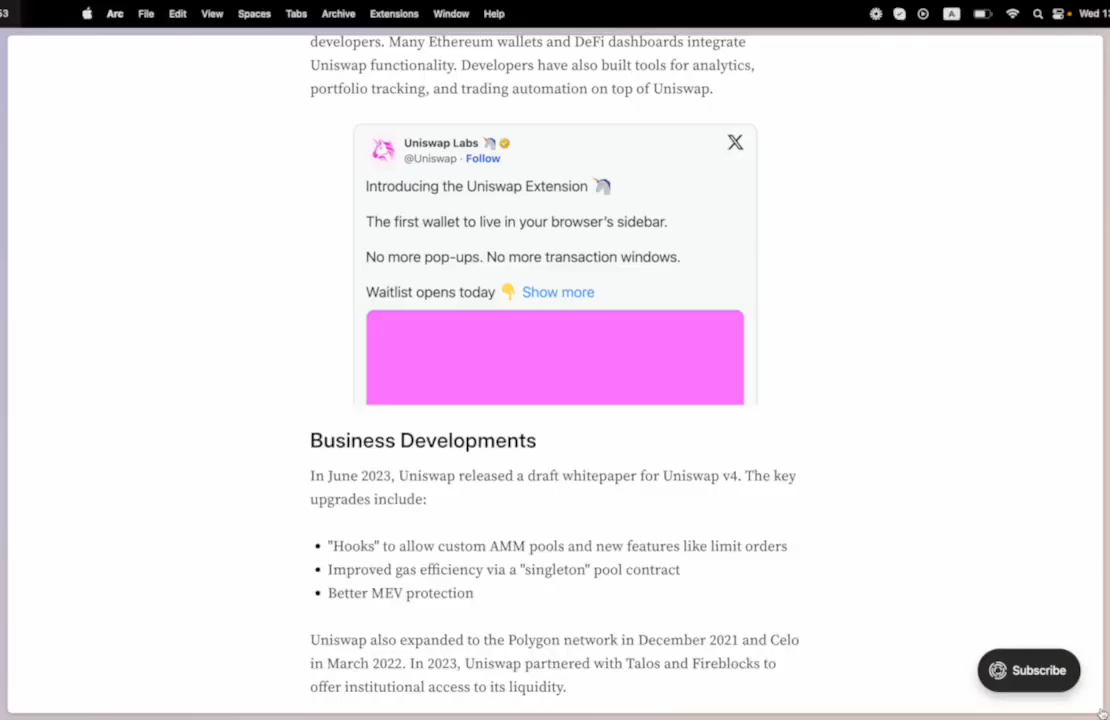 53 Arc File Edit View Spaces Tabs Archive Extensions Window Help A Wed 13
developers. Many Ethereum wallets and DeFi dashboards integrate
Uniswap functionality. Developers have also built tools for analytics,
portfolio tracking, and trading automation on top of Uniswap.
Uniswap Labs 🦄
@Uniswap · Follow
Introducing the Uniswap Extension 🦄
The first wallet to live in your browser's sidebar.
No more pop-ups. No more transaction windows.
Waitlist opens today 👇 Show more
Business Developments
In June 2023, Uniswap released a draft whitepaper for Uniswap v4. The key
upgrades include:
• "Hooks" to allow custom AMM pools and new features like limit orders
• Improved gas efficiency via a "singleton" pool contract
• Better MEV protection
Uniswap also expanded to the Polygon network in December 2021 and Celo
in March 2022. In 2023, Uniswap partnered with Talos and Fireblocks to
offer institutional access to its liquidity.
Subscribe